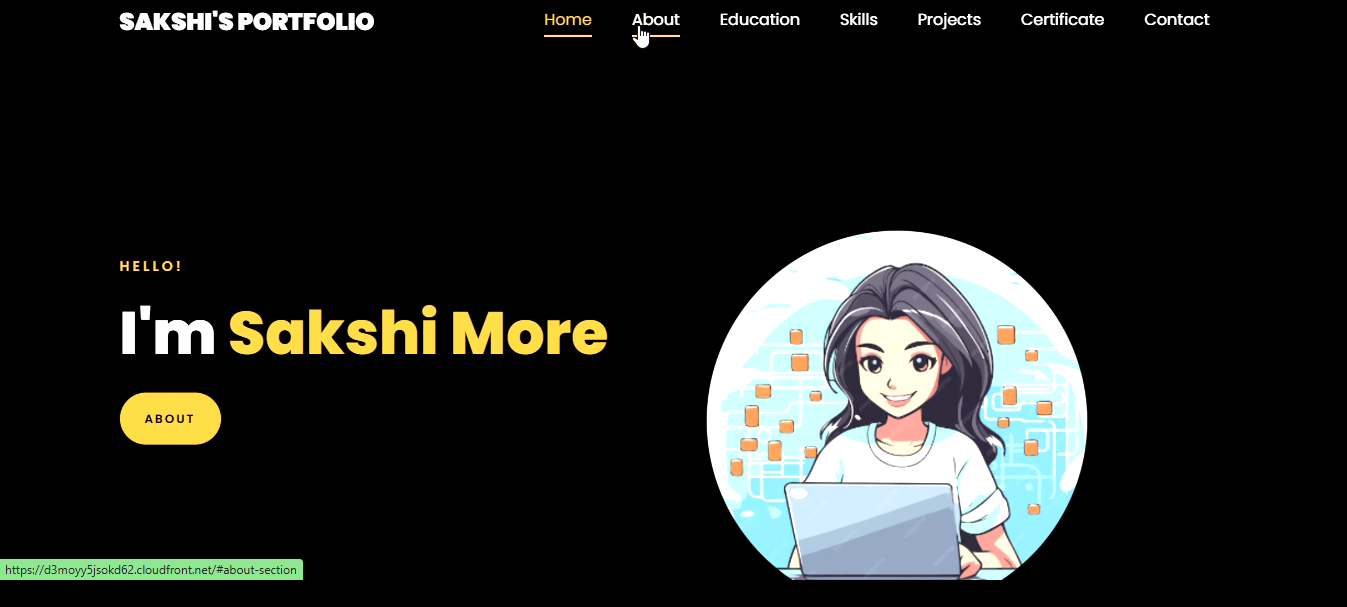 SAKSHI'S PORTFOLIO
Home About Education Skills Projects Certificate Contact
HELLO!
I'm Sakshi More
ABOUT
https://d3moyy5jsokd62.cloudfront.net/#about-section